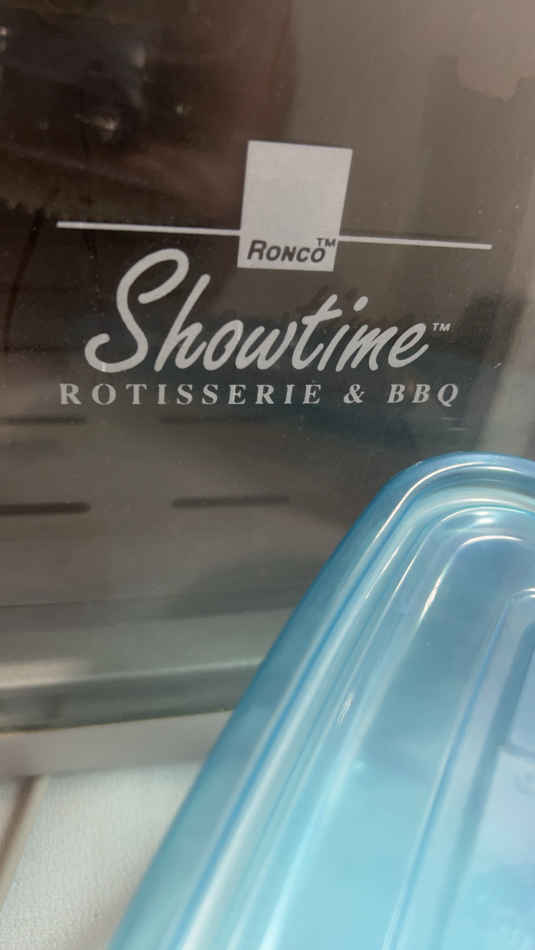 RONCO™
Showtime™
ROTISSERIE & BBQ